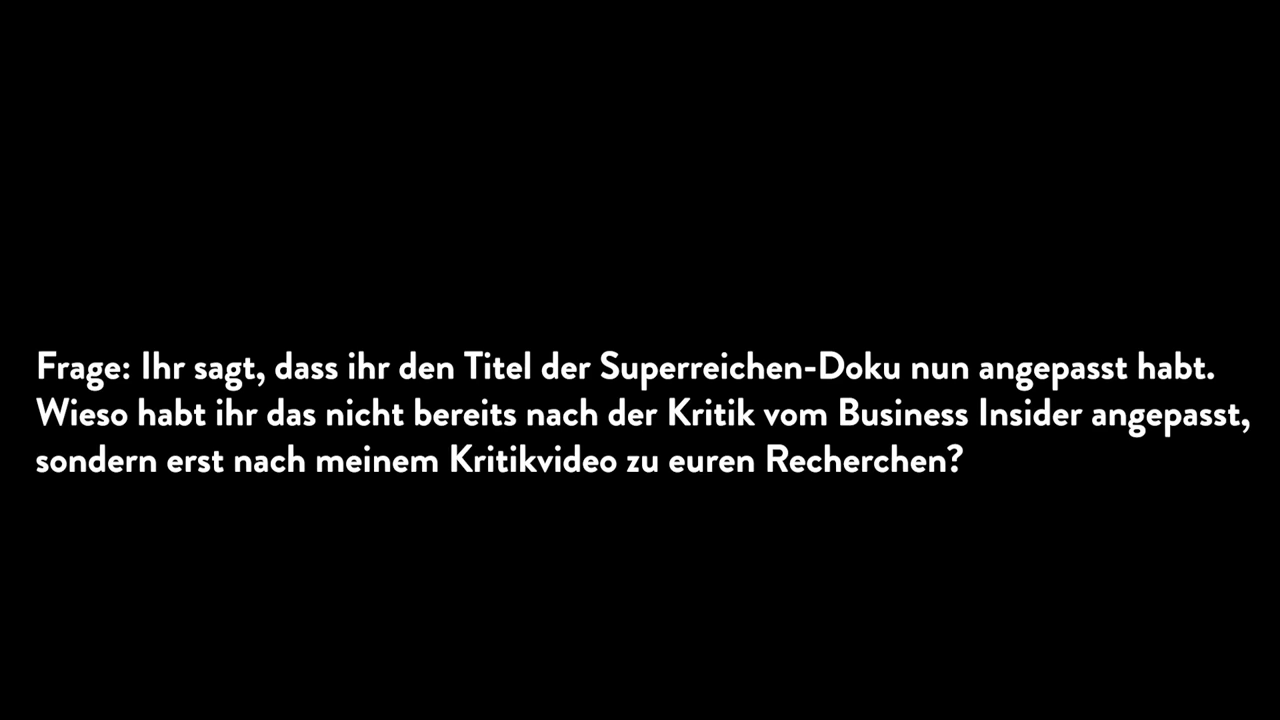 Frage: Ihr sagt, dass ihr den Titel der Superreichen-Doku nun angepasst habt.
Wieso habt ihr das nicht bereits nach der Kritik vom Business Insider angepasst,
sondern erst nach meinem Kritikvideo zu euren Recherchen?